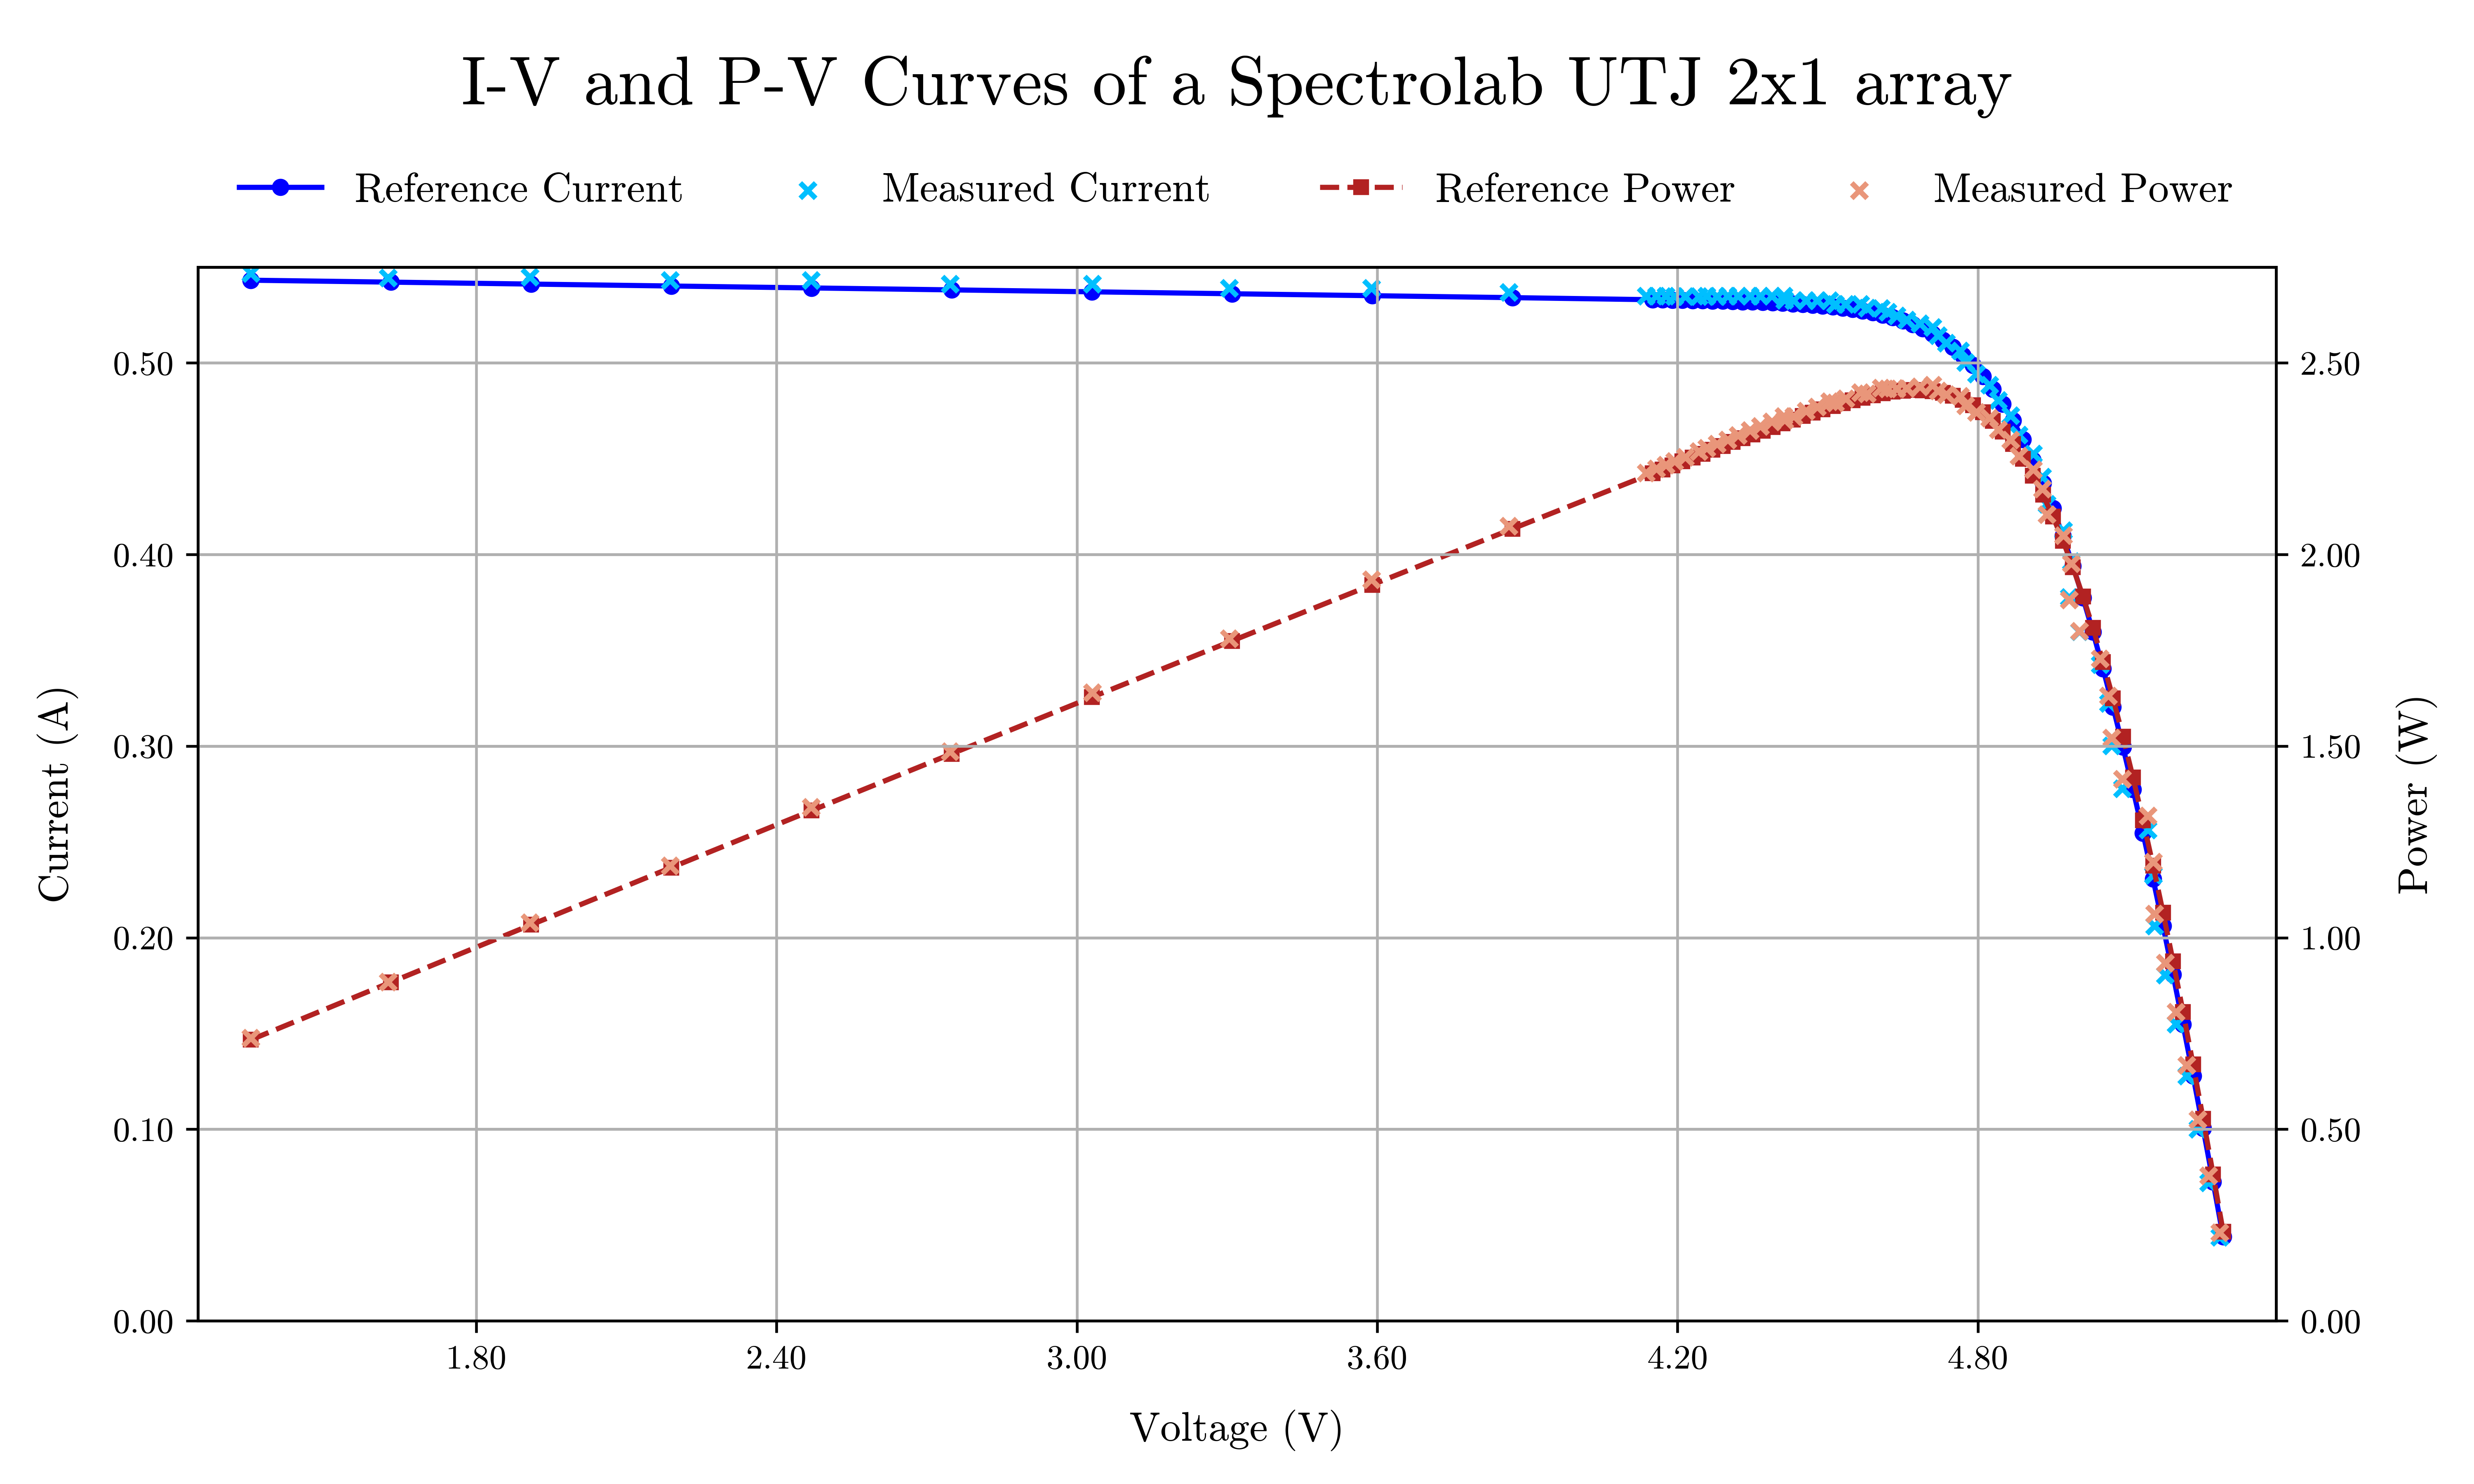 I-V and P-V Curves of a Spectrolab UTJ 2x1 array
Reference Current Measured Current Reference Power Measured Power
Current (A)
0.50
0.40
0.30
0.20
0.10
0.00
2.50
2.00
1.50
1.00
0.50
0.00
Power (W)
1.80 2.40 3.00 3.60 4.20 4.80
Voltage (V)